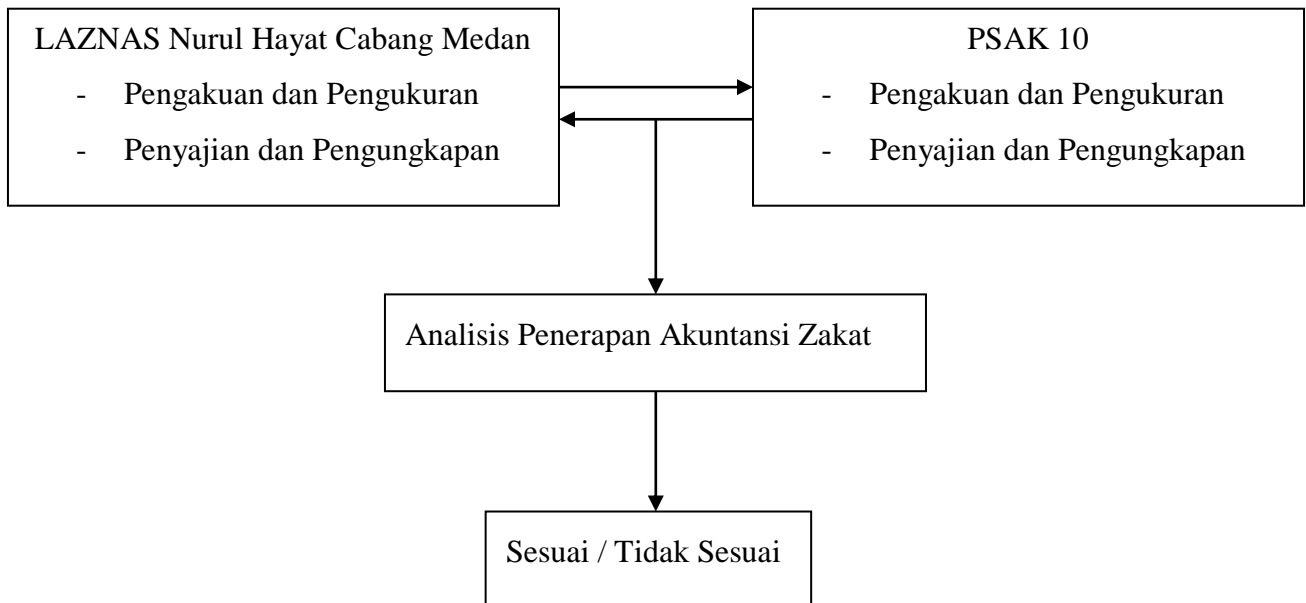 LAZNAS Nurul Hayat Cabang Medan
- Pengakuan dan Pengukuran
- Penyajian dan Pengungkapan
PSAK 10
- Pengakuan dan Pengukuran
- Penyajian dan Pengungkapan
Analisis Penerapan Akuntansi Zakat
Sesuai / Tidak Sesuai